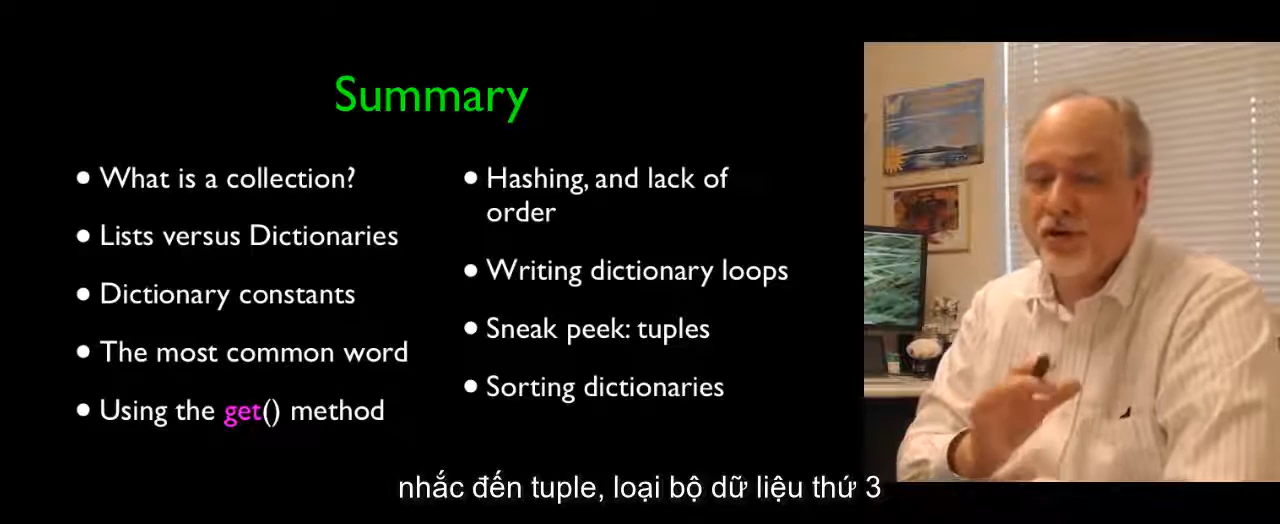 Summary
• What is a collection?
• Lists versus Dictionaries
• Dictionary constants
• The most common word
• Using the get() method
• Hashing, and lack of
order
• Writing dictionary loops
• Sneak peek: tuples
• Sorting dictionaries
nhắc đến tuple, loại bộ dữ liệu thứ 3